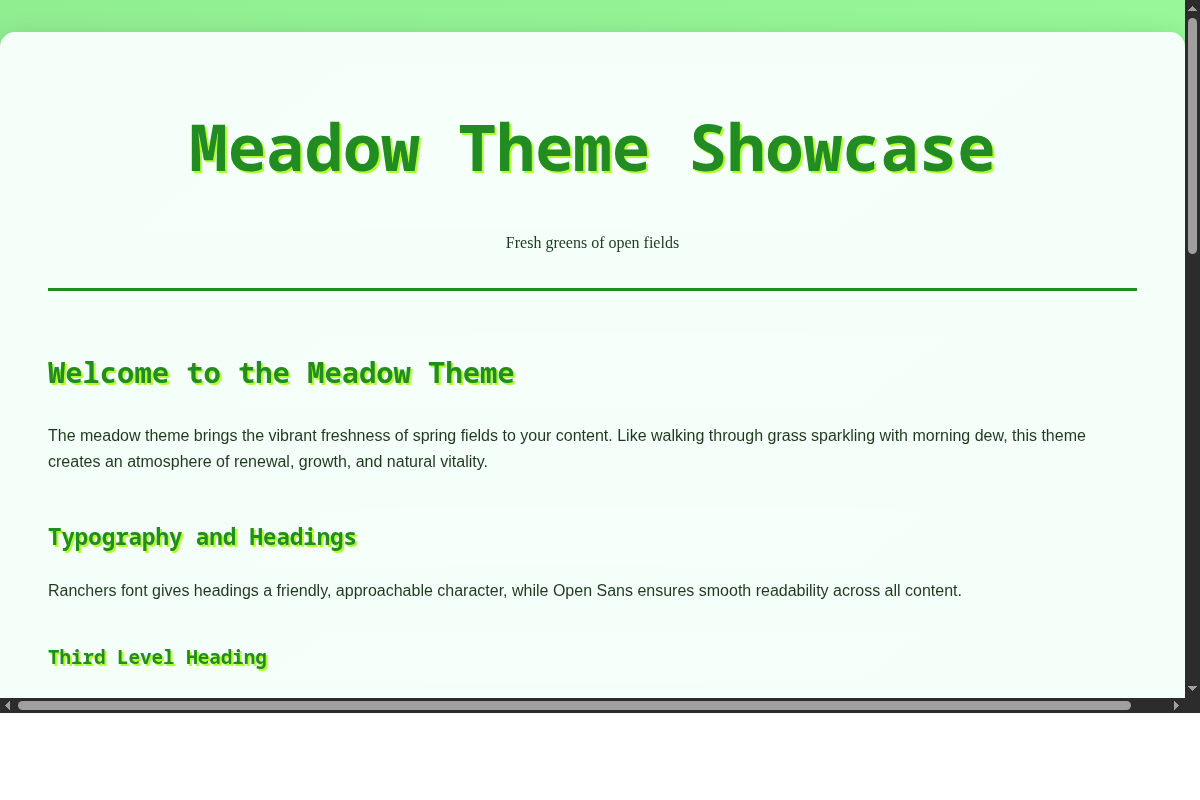 Meadow Theme Showcase
Fresh greens of open fields
Welcome to the Meadow Theme
The meadow theme brings the vibrant freshness of spring fields to your content. Like walking through grass sparkling with morning dew, this theme
creates an atmosphere of renewal, growth, and natural vitality.
Typography and Headings
Ranchers font gives headings a friendly, approachable character, while Open Sans ensures smooth readability across all content.
Third Level Heading